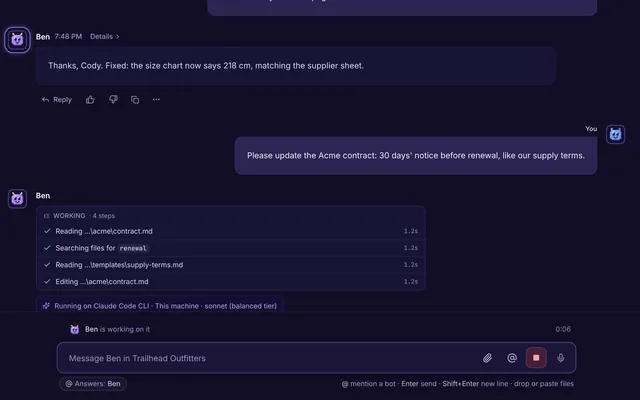 Ben 7:48 PM Details >
Thanks, Cody. Fixed: the size chart now says 218 cm, matching the supplier sheet.
Reply
You
Please update the Acme contract: 30 days' notice before renewal, like our supply terms.
Ben
WORKING · 4 steps
Reading ...\acme\contract.md 1.2s
Searching files for renewal 1.2s
Reading ...\templates\supply-terms.md 1.2s
Editing ...\acme\contract.md 1.2s
Running on Claude Code CLI · This machine · sonnet (balanced tier)
Ben is working on it 0:06
Message Ben in Trailhead Outfitters
@ Answers: Ben @ mention a bot · Enter send · Shift+Enter new line · drop or paste files